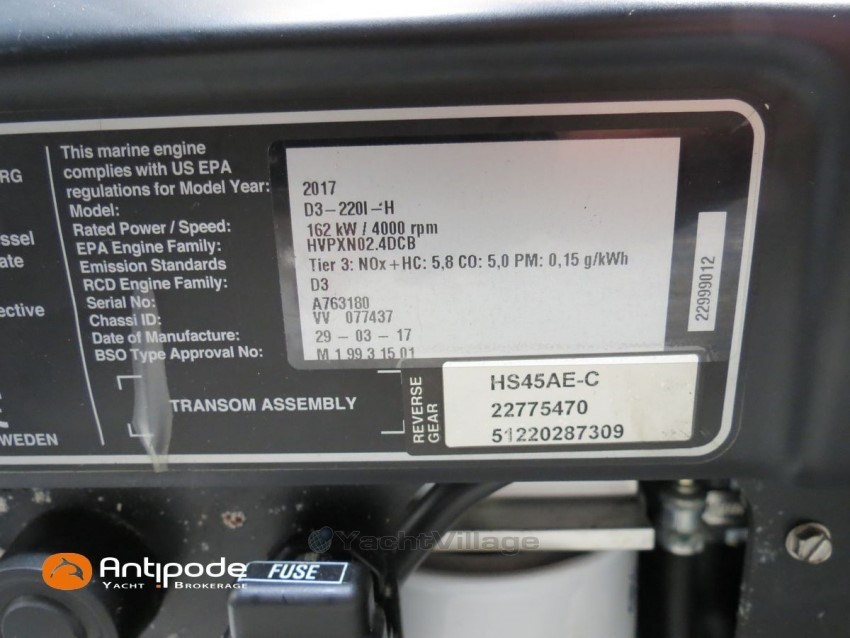 RG
ssel
ate
ective
WEDEN
This marine engine
complies with US EPA
regulations for Model Year: 2017
Model: D3-220I-H
Rated Power / Speed: 162 kW / 4000 rpm
EPA Engine Family: HVPXN02.4DCB
Emission Standards Tier 3: NOx+HC: 5,8 CO: 5,0 PM: 0,15 g/kWh
RCD Engine Family: D3
Serial No: A763180
Chassi ID: VV 077437
Date of Manufacture: 29-03-17
BSO Type Approval No: M 1.99.3 15 01
22999012
TRANSOM ASSEMBLY
REVERSE
GEAR
HS45AE-C
22775470
51220287309
YachtVillage
FUSE
Antipode
YACHT BROKERAGE